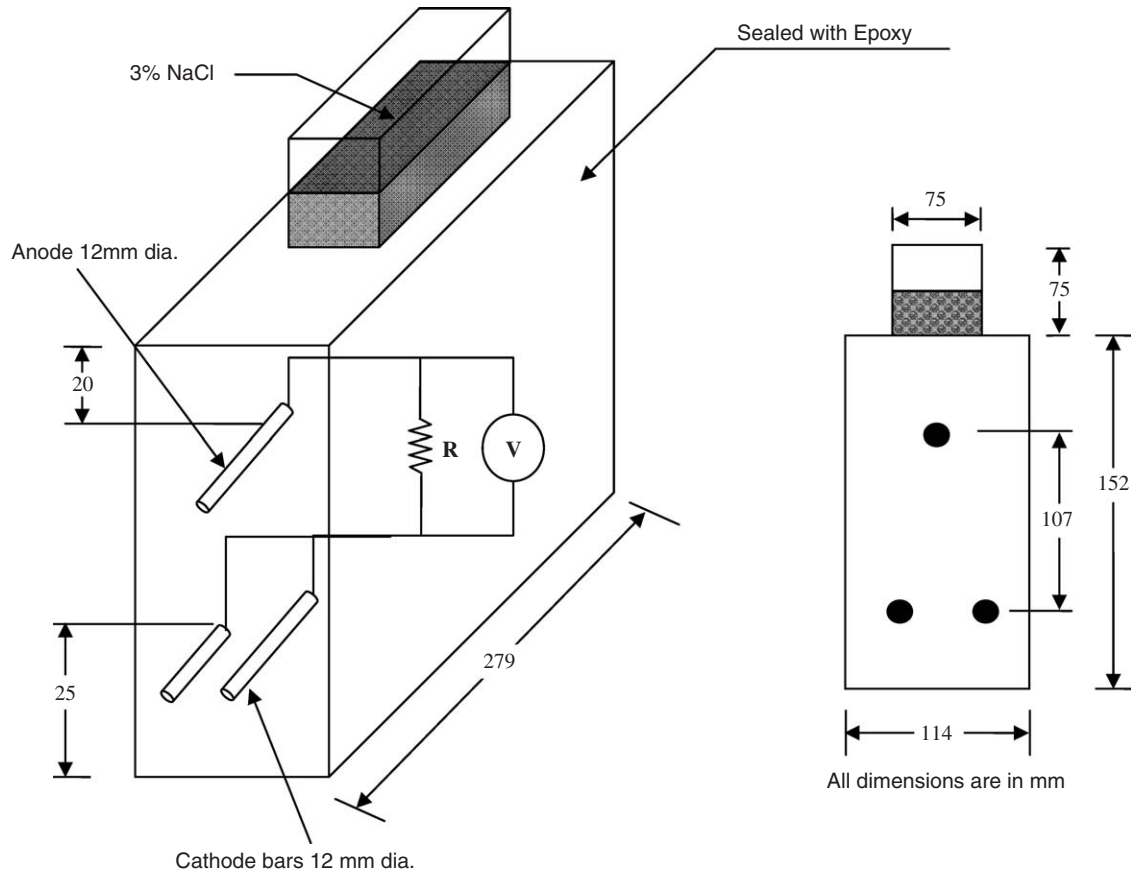 Sealed with Epoxy
3% NaCl
Anode 12mm dia.
20
R
V
25
279
Cathode bars 12 mm dia.
75
75
107
152
114
All dimensions are in mm